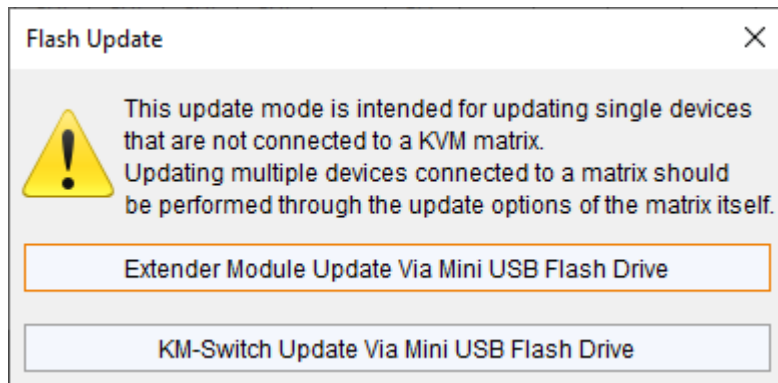 Flash Update
This update mode is intended for updating single devices
that are not connected to a KVM matrix.
Updating multiple devices connected to a matrix should
be performed through the update options of the matrix itself.
Extender Module Update Via Mini USB Flash Drive
KM-Switch Update Via Mini USB Flash Drive